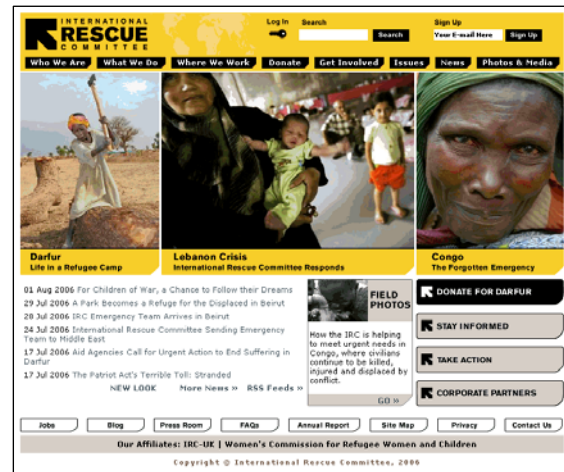 INTERNATIONAL
RESCUE
COMMITTEE
Log In
Search
Search
Sign Up
Your E-mail Here
Sign Up
Who We Are
What We Do
Where We Work
Donate
Get Involved
Issues
News
Photos & Media
Darfur
Life in a Refugee Camp
Lebanon Crisis
International Rescue Committee Responds
Congo
The Forgotten Emergency
01 Aug 2006 For Children of War, a Chance to Follow their Dreams
29 Jul 2006 A Park Becomes a Refuge for the Displaced in Beirut
28 Jul 2006 IRC Emergency Team Arrives in Beirut
24 Jul 2006 International Rescue Committee Sending Emergency
Team to Middle East
17 Jul 2006 Aid Agencies Call for Urgent Action to End Suffering in
Darfur
17 Jul 2006 The Patriot Act's Terrible Toll: Stranded
NEW LOOK More News » RSS Feeds »
FIELD
PHOTOS
How the IRC is helping
to meet urgent needs in
Congo, where civilians
continue to be killed,
injured and displaced by
conflict.
GO »
DONATE FOR DARFUR
STAY INFORMED
TAKE ACTION
CORPORATE PARTNERS
Jobs
Blog
Press Room
FAQs
Annual Report
Site Map
Privacy
Contact Us
Our Affiliates: IRC-UK | Women's Commission for Refugee Women and Children
Copyright © International Rescue Committee, 2006